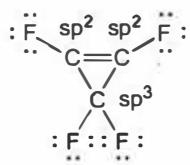 sp² sp²
:F F:
C=C
C sp³
:F: :F: